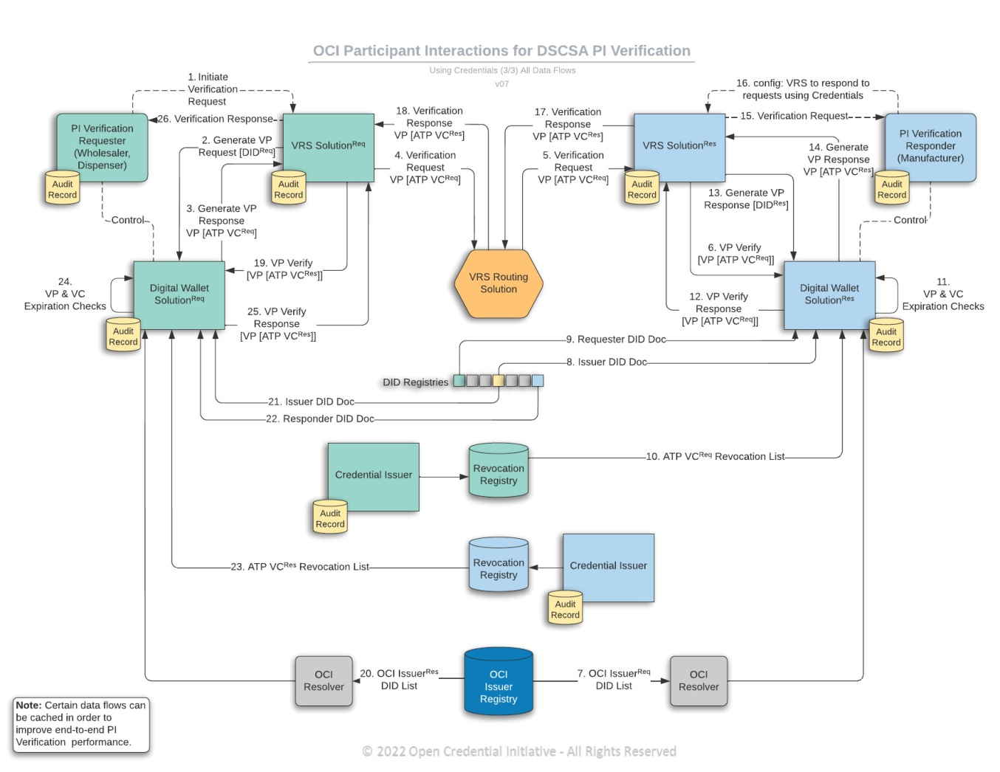 OCI Participant Interactions for DSCSA PI Verification
Using Credentials (3/3) All Data Flows
v07
1. Initiate
Verification
Request
26. Verification Response
PI Verification
Requester
(Wholesaler,
Dispenser)
Audit
Record
VRS SolutionReq
Audit
Record
2. Generate VP
Request [DIDReq]
3. Generate VP
Response
VP [ATP VCReq]
Control
18. Verification
Response
VP [ATP VCRes]
4. Verification
Request
VP [ATP VCReq]
17. Verification
Response
VP [ATP VCRes]
5. Verification
Request
VP [ATP VCReq]
16. config: VRS to respond to
requests using Credentials
15. Verification Request
VRS SolutionRes
Audit
Record
PI Verification
Responder
(Manufacturer)
Audit
Record
14. Generate
VP Response
VP [ATP VCRes]
13. Generate VP
Response [DIDRes]
Control
6. VP Verify
[VP [ATP VCReq]]
12. VP Verify
Response
[VP [ATP VCReq]]
19. VP Verify
[VP [ATP VCRes]]
25. VP Verify
Response
[VP [ATP VCRes]]
VRS Routing
Solution
24.
VP & VC
Expiration Checks
Digital Wallet
SolutionReq
Audit
Record
Digital Wallet
SolutionRes
Audit
Record
11.
VP & VC
Expiration Checks
9. Requester DID Doc
8. Issuer DID Doc
DID Registries
21. Issuer DID Doc
22. Responder DID Doc
Credential Issuer
Audit
Record
Revocation
Registry
10. ATP VCReq Revocation List
23. ATP VCRes Revocation List
Revocation
Registry
Credential Issuer
Audit
Record
OCI
Resolver
20. OCI IssuerRes
DID List
OCI
Issuer
Registry
7. OCI IssuerReq
DID List
OCI
Resolver
Note: Certain data flows can
be cached in order to
improve end-to-end PI
Verification performance.
© 2022 Open Credential Initiative - All Rights Reserved